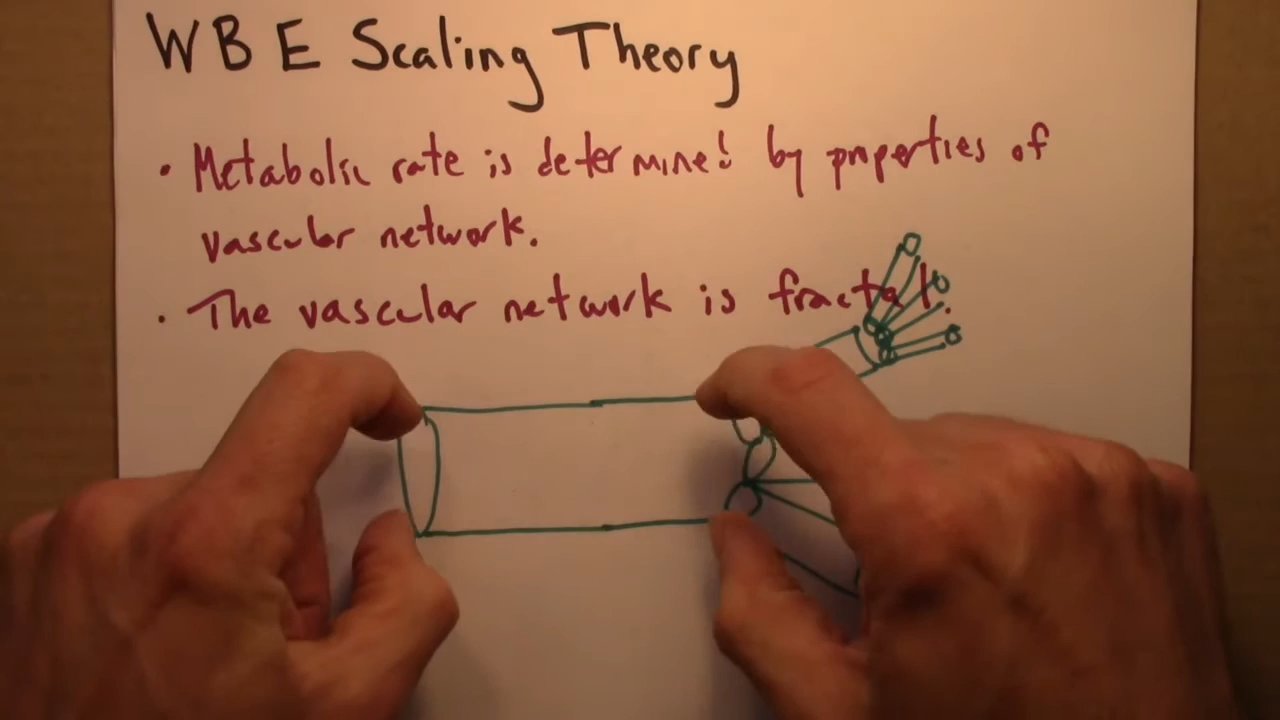 WBE Scaling Theory
• Metabolic rate is determined by properties of
vascular network.
• The vascular network is fractal.